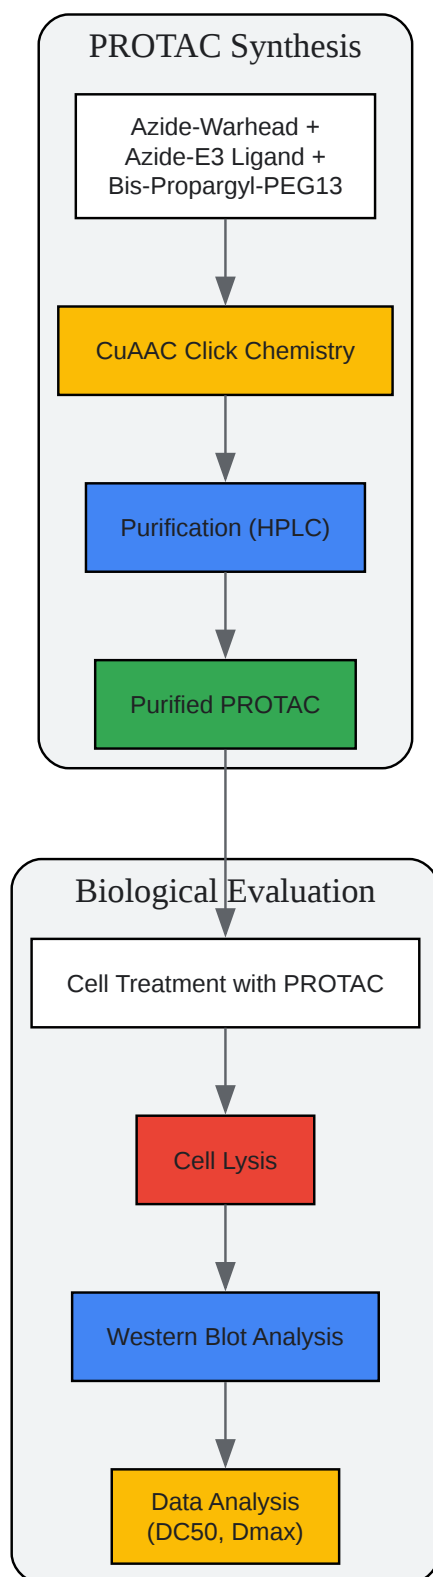 PROTAC Synthesis
Azide-Warhead +
Azide-E3 Ligand +
Bis-Propargyl-PEG13
CuAAC Click Chemistry
Purification (HPLC)
Purified PROTAC
Biological Evaluation
Cell Treatment with PROTAC
Cell Lysis
Western Blot Analysis
Data Analysis
(DC50, Dmax)